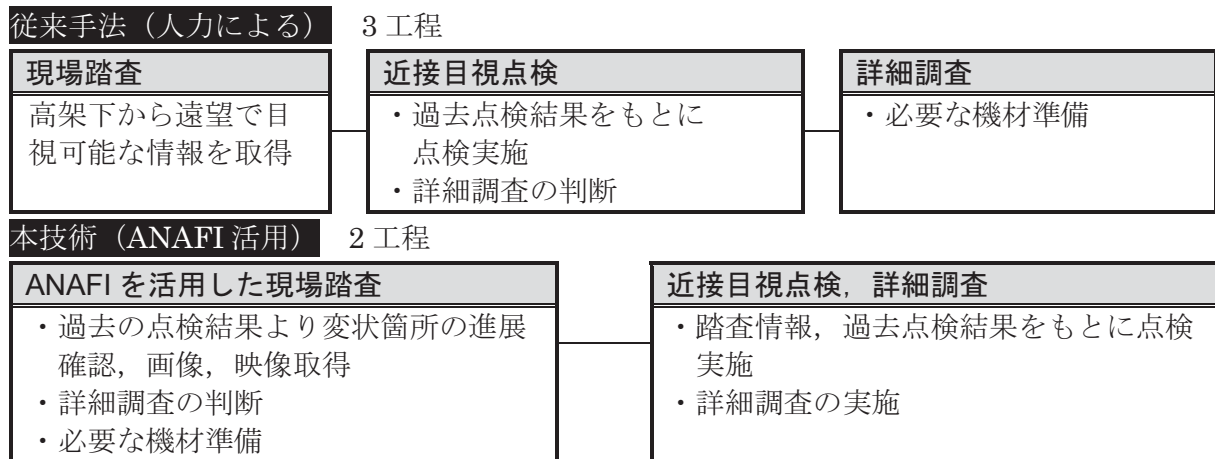 従来手法（人力による） 3 工程
現場踏査
高架下から遠望で目
視可能な情報を取得
近接目視点検
・過去点検結果をもとに
点検実施
・詳細調査の判断
詳細調査
・必要な機材準備
本技術（ANAFI 活用） 2 工程
ANAFI を活用した現場踏査
・過去の点検結果より変状箇所の進展
確認，画像，映像取得
・詳細調査の判断
・必要な機材準備
近接目視点検，詳細調査
・踏査情報，過去点検結果をもとに点検
実施
・詳細調査の実施